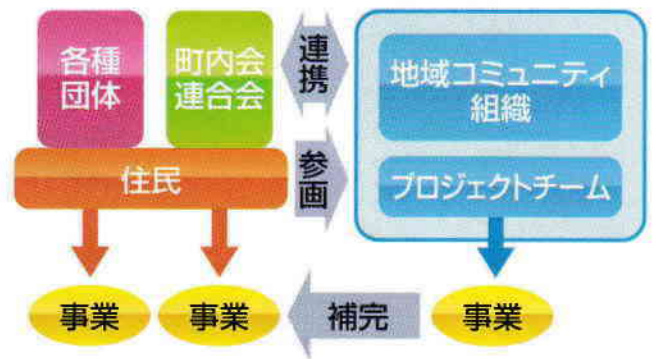 各種
団体
町内会
連合会
連携
地域コミュニティ
組織
住民
参画
プロジェクトチーム
事業
事業
補完
事業